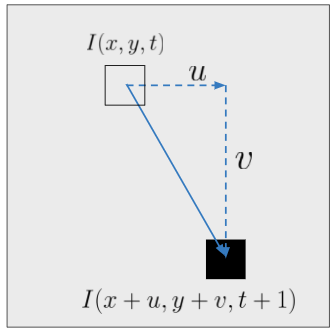 I(x, y, t)
u
v
I(x + u, y + v, t + 1)